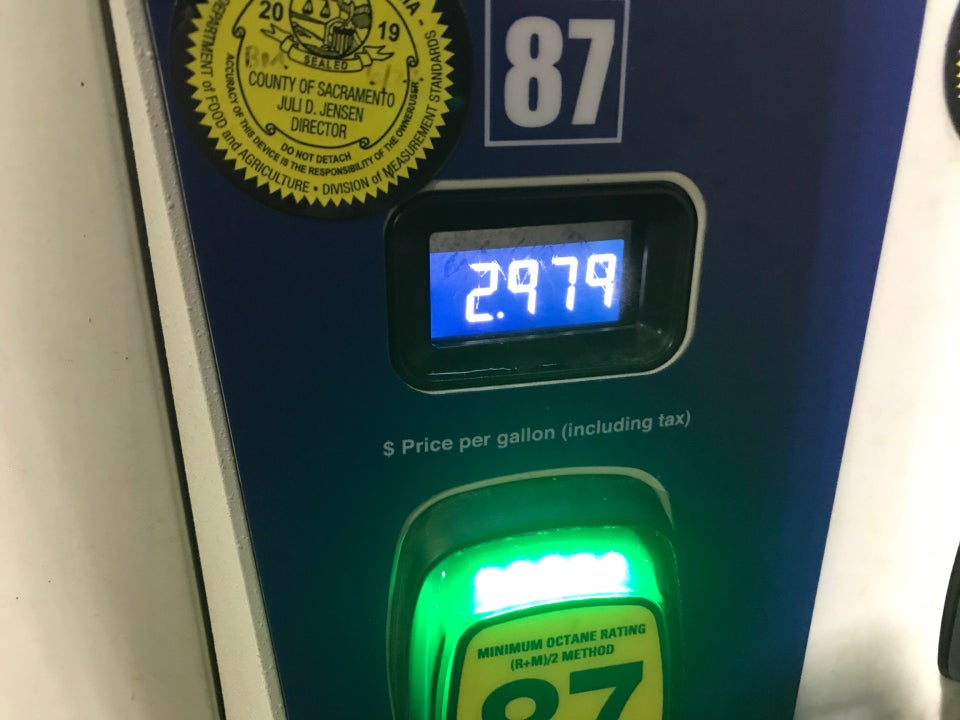 20 19
SEALED
COUNTY OF SACRAMENTO
JULI D. JENSEN
DIRECTOR
DO NOT DETACH
ACCURACY OF THIS DEVICE IS THE RESPONSIBILITY OF THE OWNER/USER
DEPARTMENT of FOOD and AGRICULTURE • DIVISION of MEASUREMENT STANDARDS
87
2.979
$ Price per gallon (including tax)
MINIMUM OCTANE RATING
(R+M)/2 METHOD
87